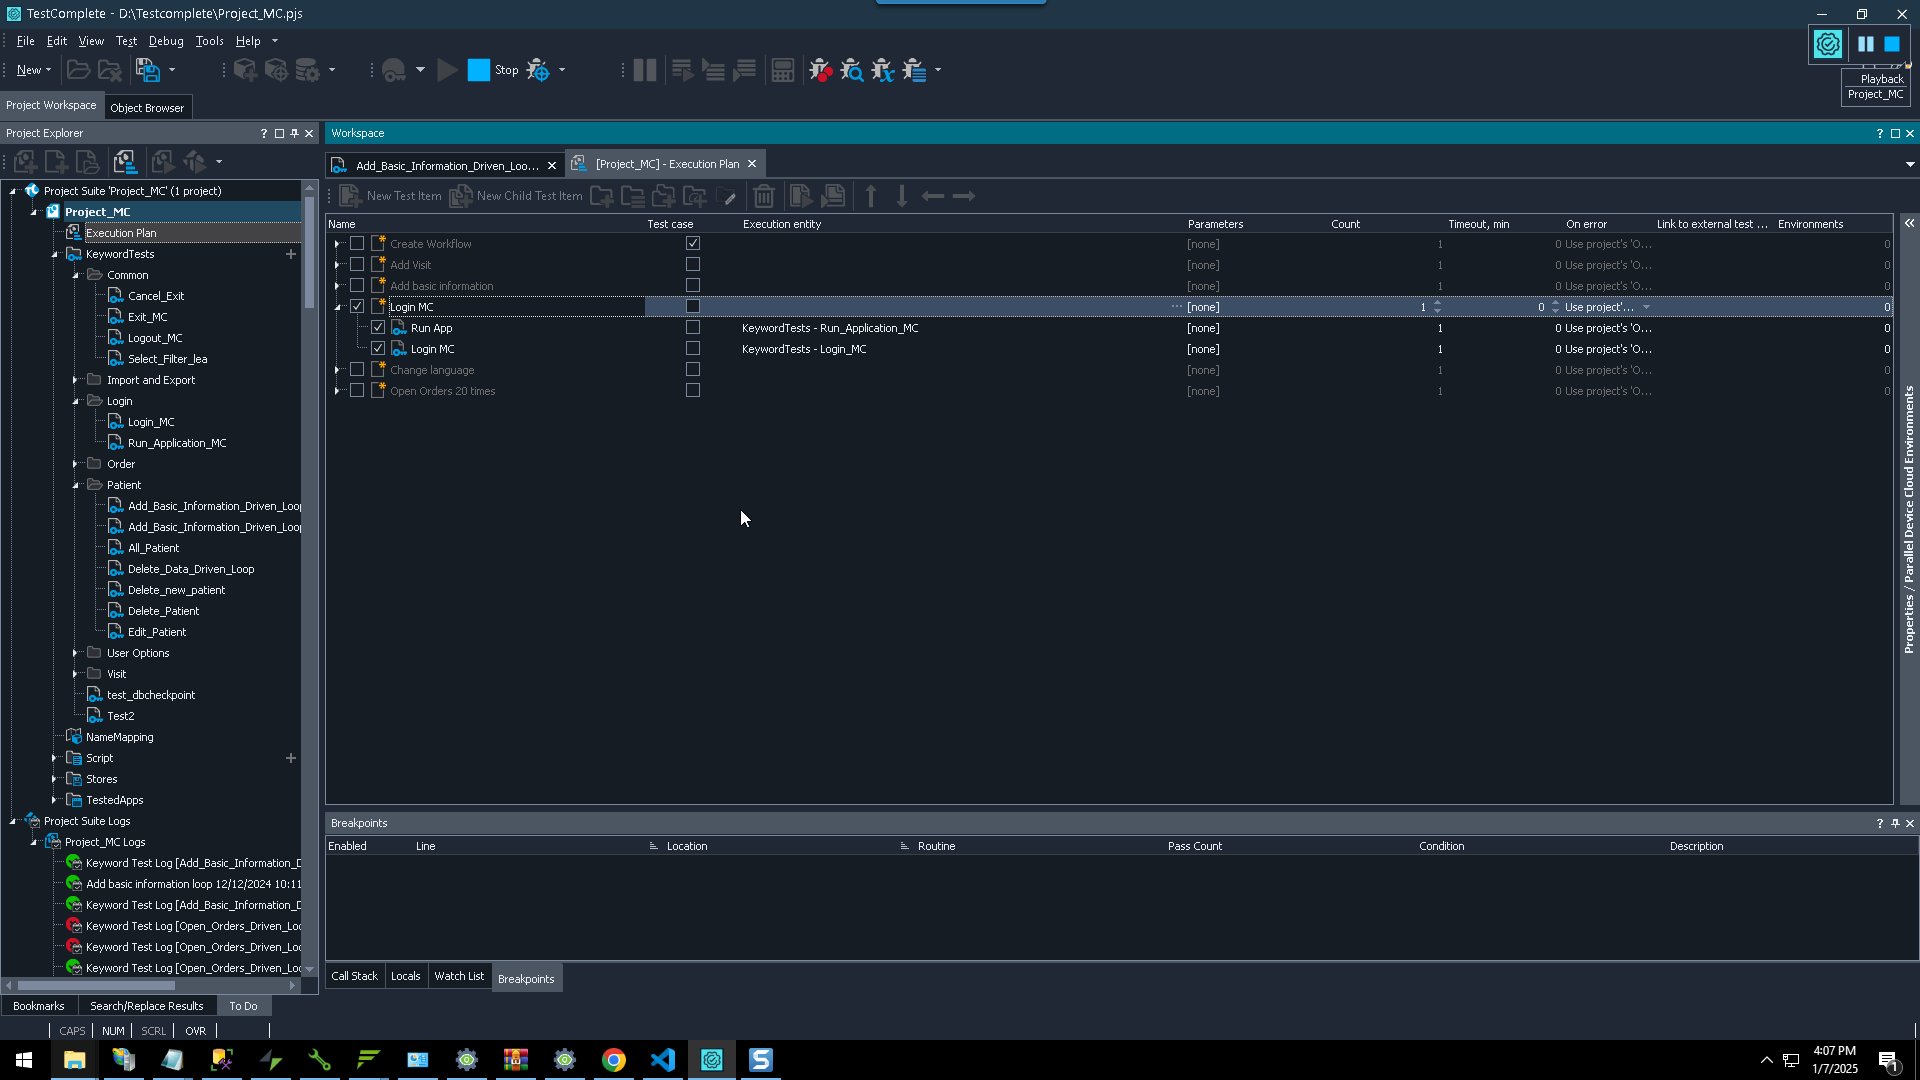 TestComplete - D:\Testcomplete\Project_MC.pjs
File Edit View Test Debug Tools Help
New Stop
Playback
Project_MC
Project Workspace Object Browser
Project Explorer ?
Workspace ?
Add_Basic_Information_Driven_Loo... [Project_MC] - Execution Plan
New Test Item New Child Test Item
Project Suite 'Project_MC' (1 project)
Project_MC
Execution Plan
KeywordTests
Common
Cancel_Exit
Exit_MC
Logout_MC
Select_Filter_lea
Import and Export
Login
Login_MC
Run_Application_MC
Order
Patient
Add_Basic_Information_Driven_Loop
Add_Basic_Information_Driven_Loop
All_Patient
Delete_Data_Driven_Loop
Delete_new_patient
Delete_Patient
Edit_Patient
User Options
Visit
test_dbcheckpoint
Test2
NameMapping
Script
Stores
TestedApps
Project Suite Logs
Project_MC Logs
Keyword Test Log [Add_Basic_Information_D
Add basic information loop 12/12/2024 10:11
Keyword Test Log [Add_Basic_Information_D
Keyword Test Log [Open_Orders_Driven_Loo
Keyword Test Log [Open_Orders_Driven_Loo
Keyword Test Log [Open_Orders_Driven_Loo
Name Test case Execution entity Parameters Count Timeout, min On error Link to external test ... Environments
Create Workflow [none] 1 0 Use project's 'O... 0
Add Visit [none] 1 0 Use project's 'O... 0
Add basic information [none] 1 0 Use project's 'O... 0
Login MC ... [none] 1 0 Use project'... 0
Run App KeywordTests - Run_Application_MC [none] 1 0 Use project's 'O... 0
Login MC KeywordTests - Login_MC [none] 1 0 Use project's 'O... 0
Change language [none] 1 0 Use project's 'O... 0
Open Orders 20 times [none] 1 0 Use project's 'O... 0
Properties / Parallel Device Cloud Environments
Breakpoints ?
Enabled Line Location Routine Pass Count Condition Description
Call Stack Locals Watch List Breakpoints
Bookmarks Search/Replace Results To Do
CAPS NUM SCRL OVR
4:07 PM
1/7/2025
1